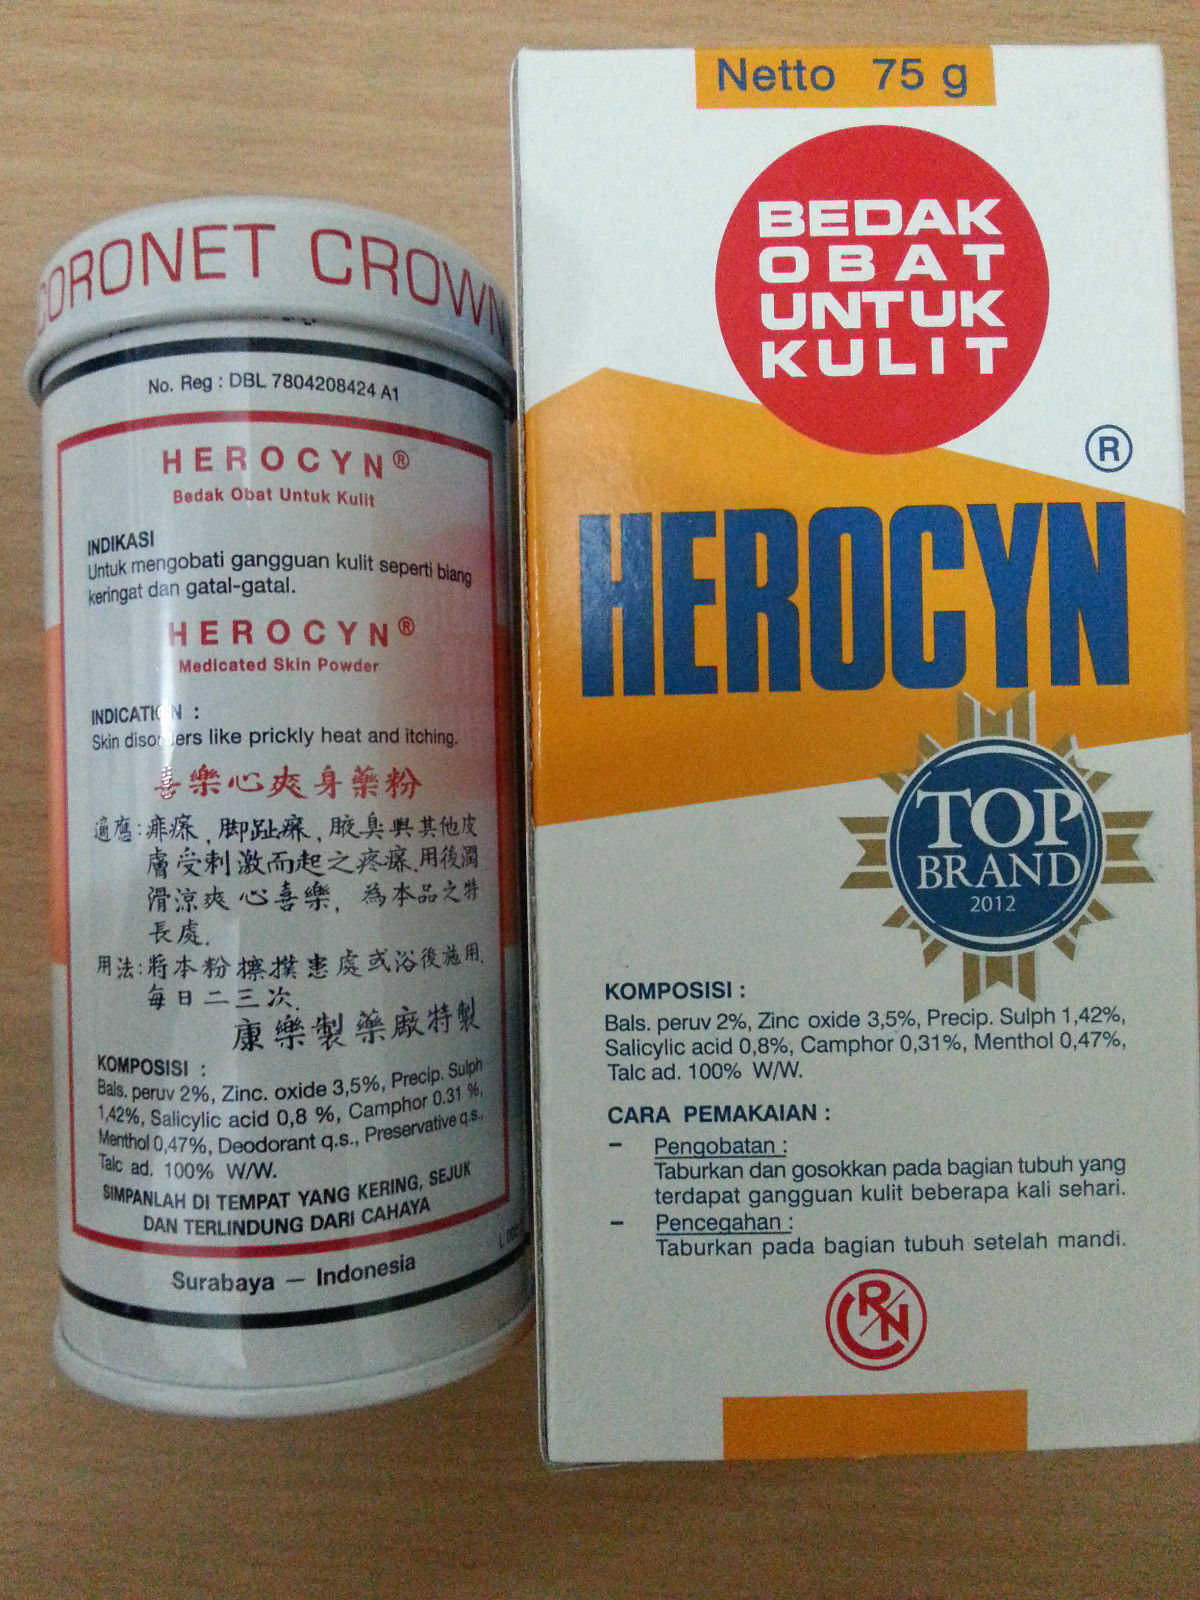 CORONET CROWN
No. Reg : DBL 7804208424 A1
HEROCYN®
Bedak Obat Untuk Kulit
INDIKASI
Untuk mengobati gangguan kulit seperti biang
keringat dan gatal-gatal.
HEROCYN®
Medicated Skin Powder
INDICATI N :
Skin disorders like prickly heat and itching.
喜樂心爽身藥粉
適應:痱瘰,脚趾瘰,腋臭與其他皮
膚受刺激而起之疼瘰.用後潤
滑涼爽心喜樂,為本品之特
長處.
用法:將本粉擦撲患處或浴後施用.
每日二三次.
康樂製藥廠特製
KOMPOSISI :
Bals. peruv 2%, Zinc. oxide 3,5%, Precip. Sulph
1,42%, Salicylic acid 0,8 %, Camphor 0.31 %,
Menthol 0,47%, Deodorant q.s., Preservative q.s.,
Talc ad. 100% W/W.
SIMPANLAH DI TEMPAT YANG KERING, SEJUK
DAN TERLINDUNG DARI CAHAYA
Surabaya — Indonesia
Netto 75 g
BEDAK
OBAT
UNTUK
KULIT
®
HEROCYN
TOP
BRAND
2012
KOMPOSISI :
Bals. peruv 2%, Zinc oxide 3,5%, Precip. Sulph 1,42%,
Salicylic acid 0,8%, Camphor 0,31%, Menthol 0,47%,
Talc ad. 100% W/W.
CARA PEMAKAIAN :
– Pengobatan :
Taburkan dan gosokkan pada bagian tubuh yang
terdapat gangguan kulit beberapa kali sehari.
– Pencegahan :
Taburkan pada bagian tubuh setelah mandi.
CRN